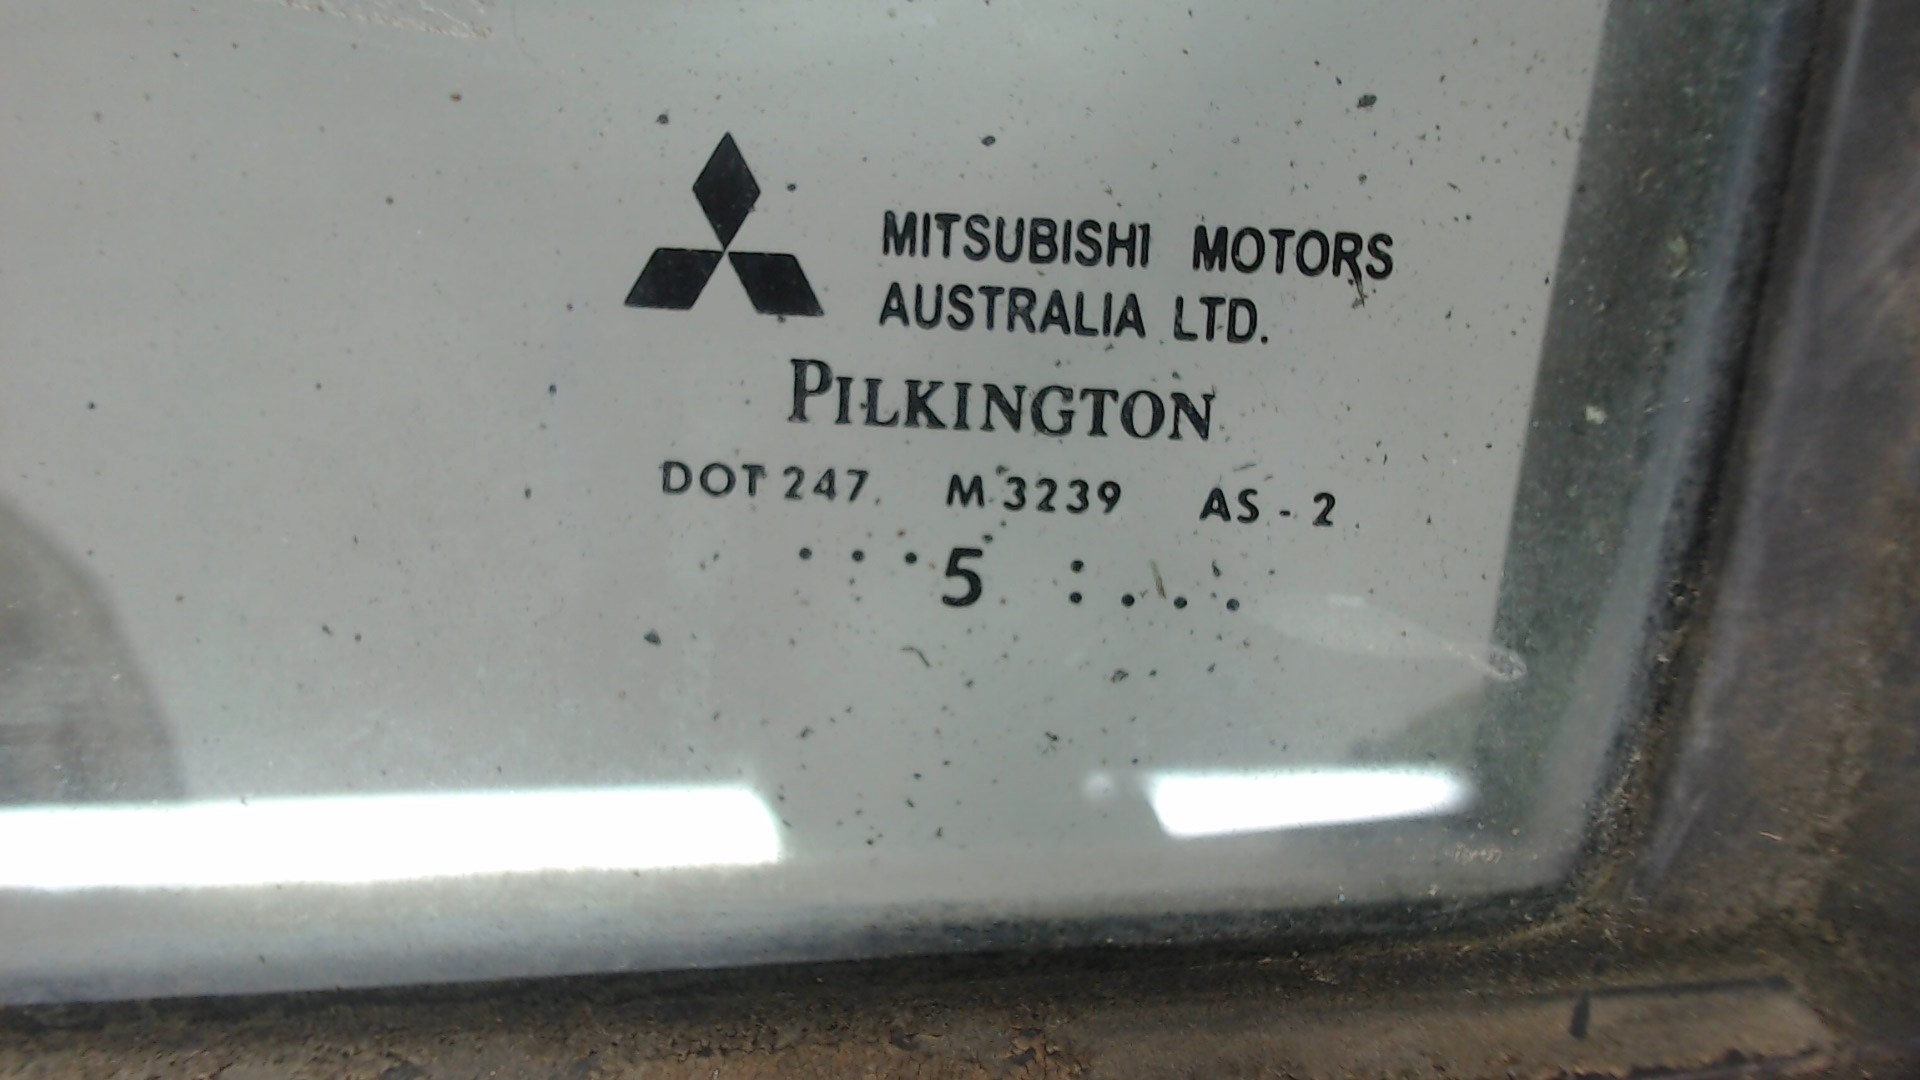 MITSUBISHI MOTORS
AUSTRALIA LTD.
PILKINGTON
DOT 247 M 3239 AS - 2
. . . 5 : . . .